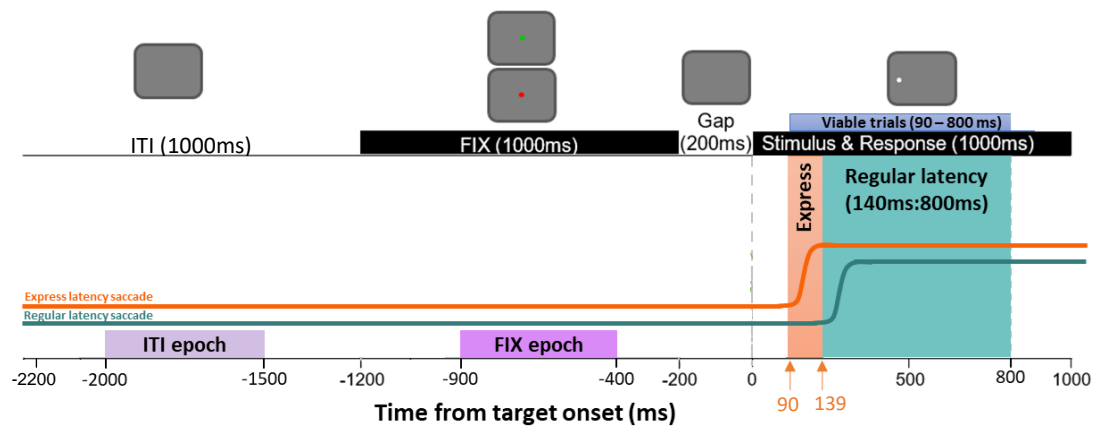 ITI (1000ms)
FIX (1000ms)
Gap
(200ms)
Viable trials (90 – 800 ms)
Stimulus & Response (1000ms)
Express
Regular latency
(140ms:800ms)
Express latency saccade
Regular latency saccade
ITI epoch
FIX epoch
-2200 -2000 -1500 -1200 -900 -400 -200 0 500 800 1000
90 139
Time from target onset (ms)